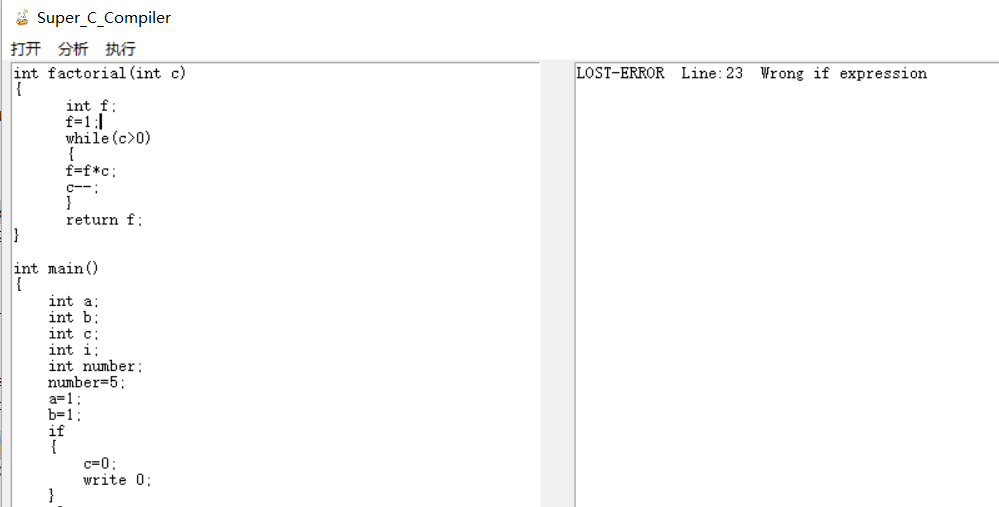 Super_C_Compiler
打开 分析 执行
int factorial(int c)
{
int f;
f=1;
while(c>0)
{
f=f*c;
c--;
}
return f;
}
int main()
{
int a;
int b;
int c;
int i;
int number;
number=5;
a=1;
b=1;
if
{
c=0;
write 0;
}
LOST-ERROR Line:23 Wrong if expression